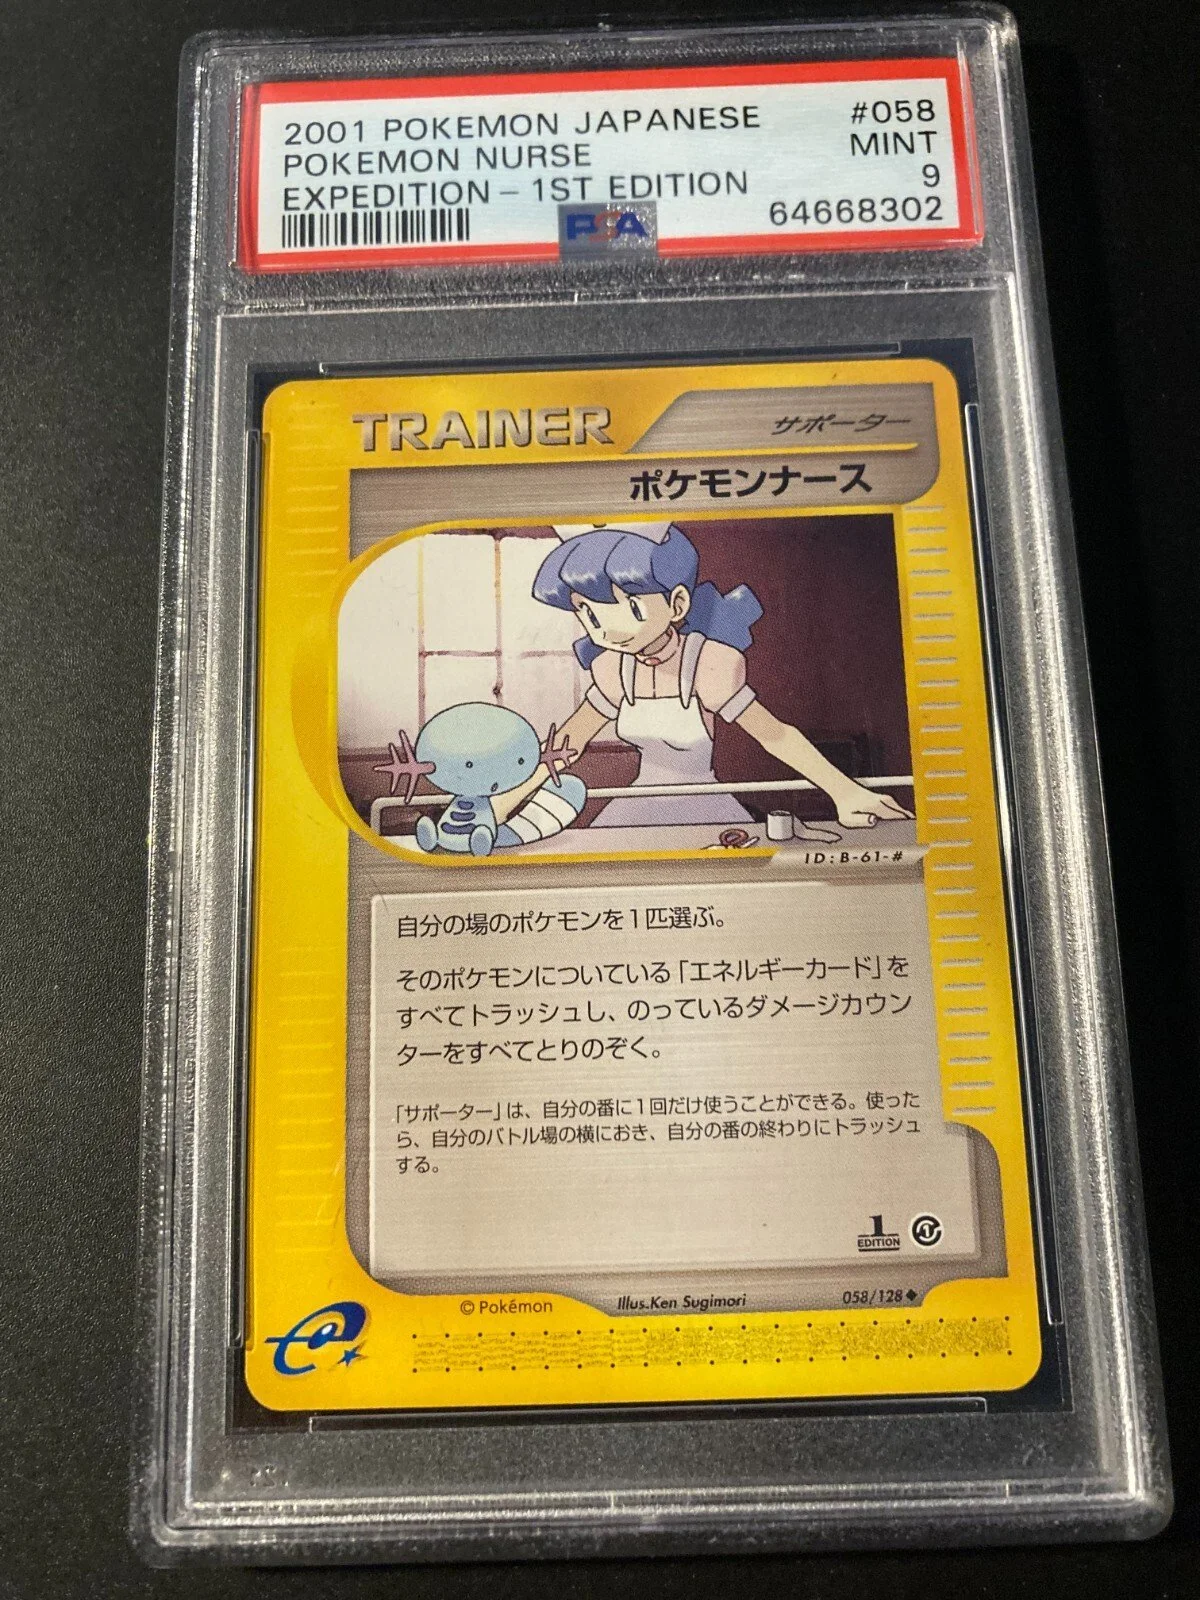 2001 POKEMON JAPANESE #058
POKEMON NURSE MINT
EXPEDITION - 1ST EDITION 9
PSA 64668302
TRAINER サポーター
ポケモンナース
ID:B-61-#
自分の場のポケモンを1匹選ぶ。
そのポケモンについている「エネルギーカード」を
すべてトラッシュし、のっているダメージカウン
ターをすべてとりのぞく。
「サポーター」は、自分の番に1回だけ使うことができる。使った
ら、自分のバトル場の横におき、自分の番の終わりにトラッシュ
する。
1
EDITION
© Pokémon Illus.Ken Sugimori 058/128
e